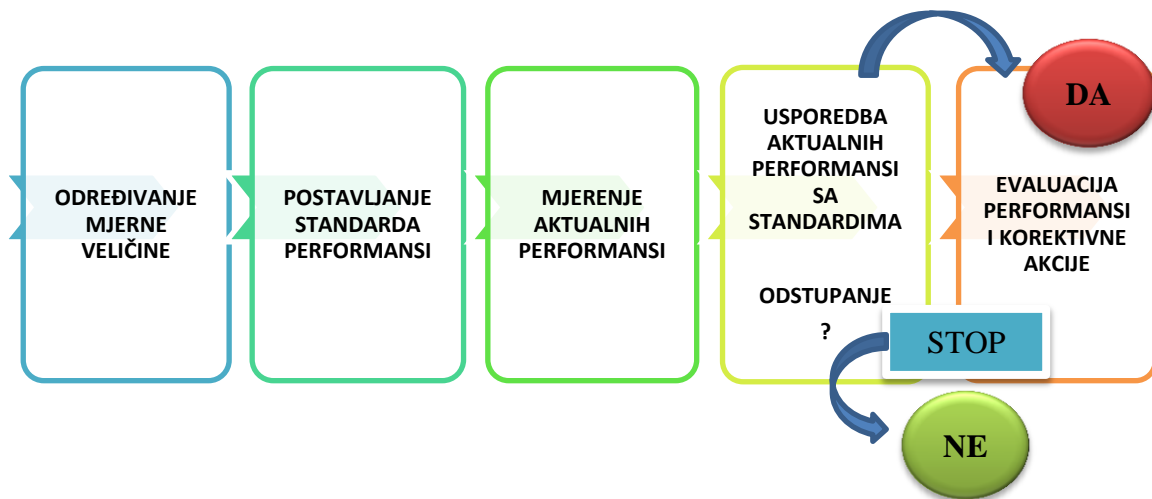 ODREĐIVANJE
MJERNE
VELIČINE
POSTAVLJANJE
STANDARDA
PERFORMANSI
MJERENJE
AKTUALNIH
PERFORMANSI
USPOREDBA
AKTUALNIH
PERFORMANSI
SA
STANDARDIMA
ODSTUPANJE
?
DA
EVALUACIJA
PERFORMANSI
I KOREKTIVNE
AKCIJE
STOP
NE